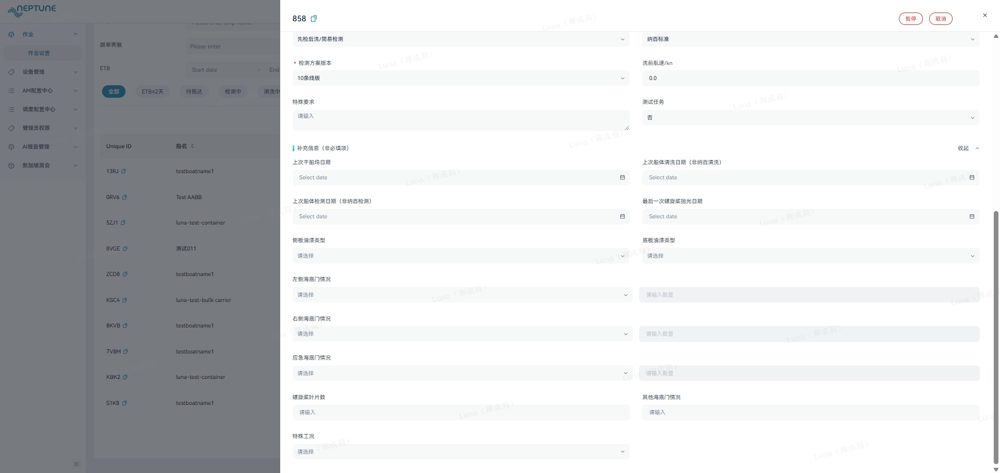 NEPTUNE
作业
作业设置
设备管理
AM配置中心
调度配置中心
管理员权限
AI报告管理
新加坡展会
Please enter Ship Name
跟单客服
Please enter
ETB
Start date - End
全部 ETB≤2天 待抵达 检测中 清洗中
Unique ID 船名
13RJ testboatname1
0RV6 Test AABB
5ZJ1 luna-test-container
8VGE 测试011
ZCD8 testboatname1
KSC4 luna-test-bullk carrier
8KVB testboatname1
7V8M testboatname1
KBK2 luna-test-container
S1K8 testboatname1
858
暂停 取消
先检后洗/简易检测 纳百标准
* 检测方案版本 洗前航速/kn
10条线版 0.0
特殊要求 测试任务
请输入 否
补充信息（非必填项） 收起
上次干船坞日期 上次船体清洗日期（非纳百清洗）
Select date Select date
上次船体检测日期（非纳百检测） 最后一次螺旋桨抛光日期
Select date Select date
侧板油漆类型 底板油漆类型
请选择 请选择
左侧海底门情况
请选择 请输入数量
右侧海底门情况
请选择 请输入数量
应急海底门情况
请选择 请输入数量
螺旋桨叶片数 其他海底门情况
请输入 请输入
特殊工况
请选择